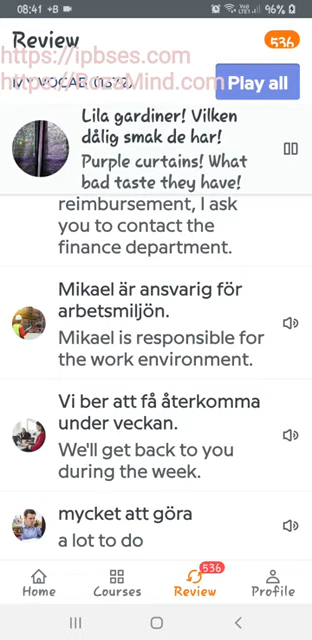 08:41 +B
96%
Review
536
https://ipbses.com
https://RosaMind.com
Play all
Lila gardiner! Vilken
dålig smak de har!
Purple curtains! What
bad taste they have!
reimbursement, I ask
you to contact the
finance department.
Mikael är ansvarig för
arbetsmiljön.
Mikael is responsible for
the work environment.
Vi ber att få återkomma
under veckan.
We'll get back to you
during the week.
mycket att göra
a lot to do
536
Home
Courses
Review
Profile